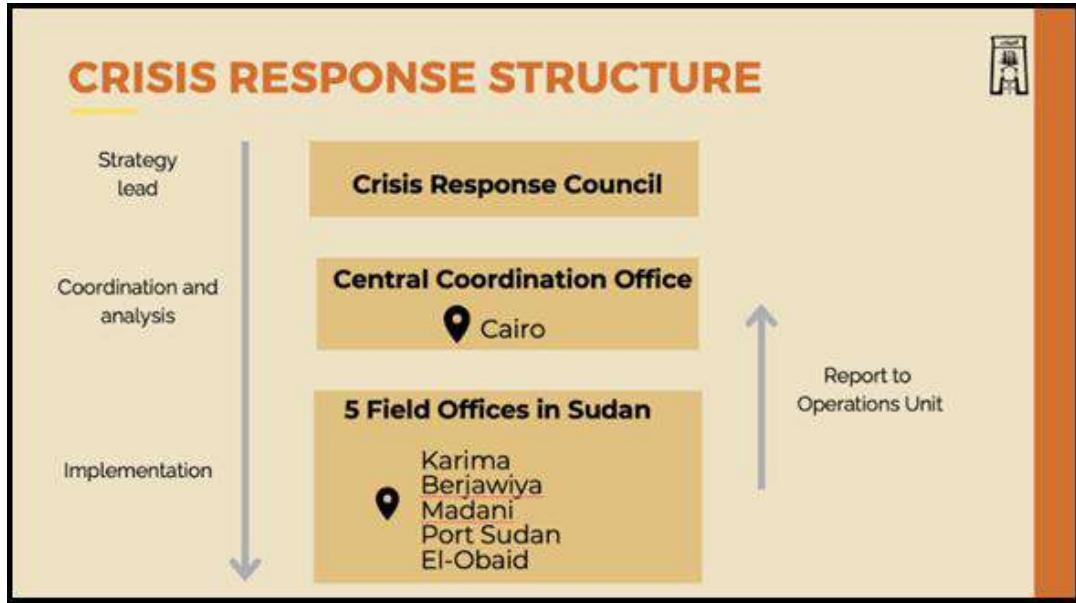 CRISIS RESPONSE STRUCTURE
Strategy
lead
Crisis Response Council
Coordination and
analysis
Central Coordination Office
Cairo
Report to
Operations Unit
Implementation
5 Field Offices in Sudan
Karima
Berjawiya
Madani
Port Sudan
El-Obaid